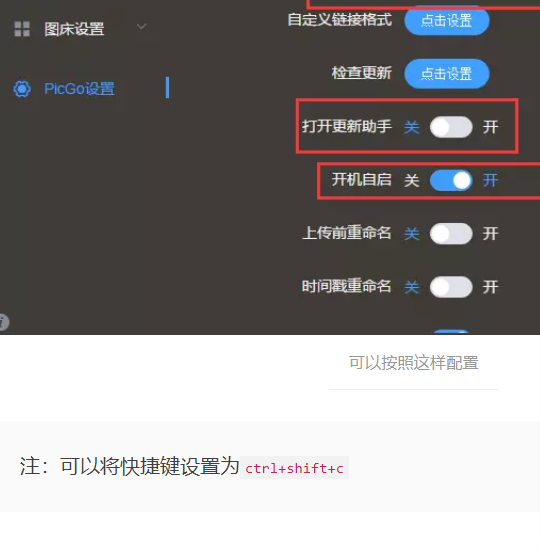 自定义链接格式 点击设置
图床设置
检查更新 点击设置
PicGo设置
打开更新助手 关 开
开机自启 关 开
上传前重命名 关 开
时间戳重命名 关 开
可以按照这样配置
注：可以将快捷键设置为ctrl+shift+c